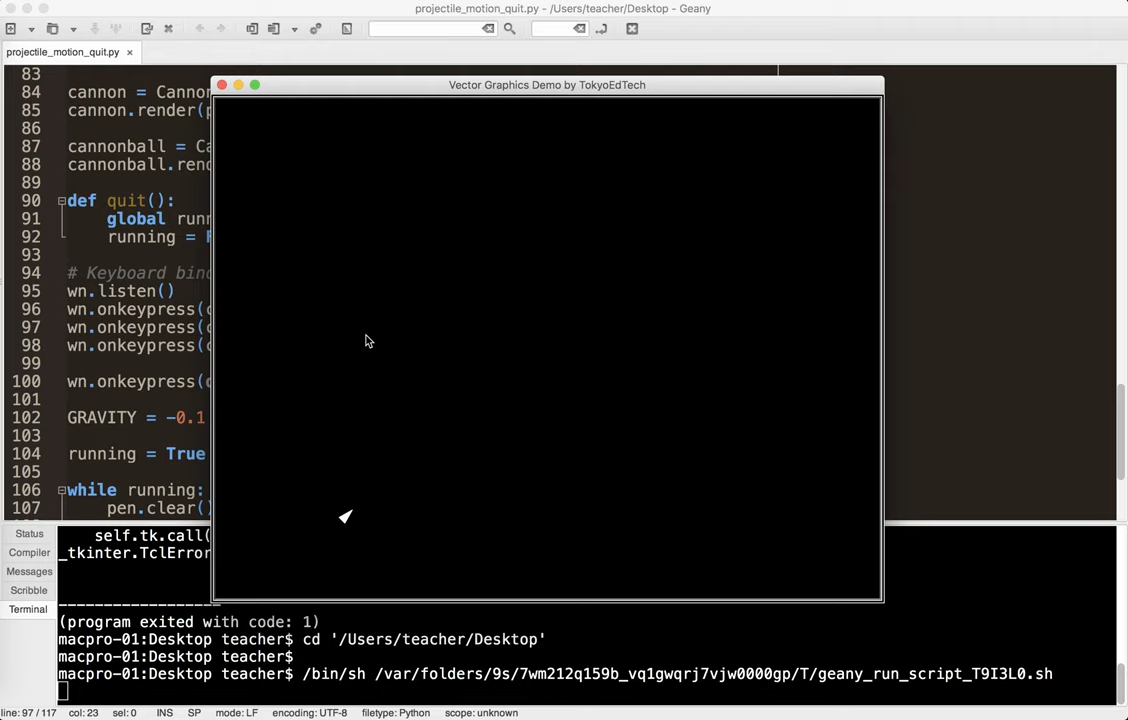 projectile_motion_quit.py - /Users/teacher/Desktop - Geany
projectile_motion_quit.py ×
Vector Graphics Demo by TokyoEdTech
83
84 cannon = Cannon
85 cannon.render(p
86
87 cannonball = Ca
88 cannonball.rend
89
90 def quit():
91 global runn
92 running = F
93
94 # Keyboard bind
95 wn.listen()
96 wn.onkeypress(c
97 wn.onkeypress(c
98 wn.onkeypress(c
99
100 wn.onkeypress(q
101
102 GRAVITY = -0.1
103
104 running = True
105
106 while running:
107 pen.clear()
Status
Compiler
Messages
Scribble
Terminal
self.tk.call(
_tkinter.TclError
--------------------
(program exited with code: 1)
macpro-01:Desktop teacher$ cd '/Users/teacher/Desktop'
macpro-01:Desktop teacher$
macpro-01:Desktop teacher$ /bin/sh /var/folders/9s/7wm212q159b_vq1gwqrj7vjw0000gp/T/geany_run_script_T9I3L0.sh
line: 97 / 117 col: 23 sel: 0 INS SP mode: LF encoding: UTF-8 filetype: Python scope: unknown